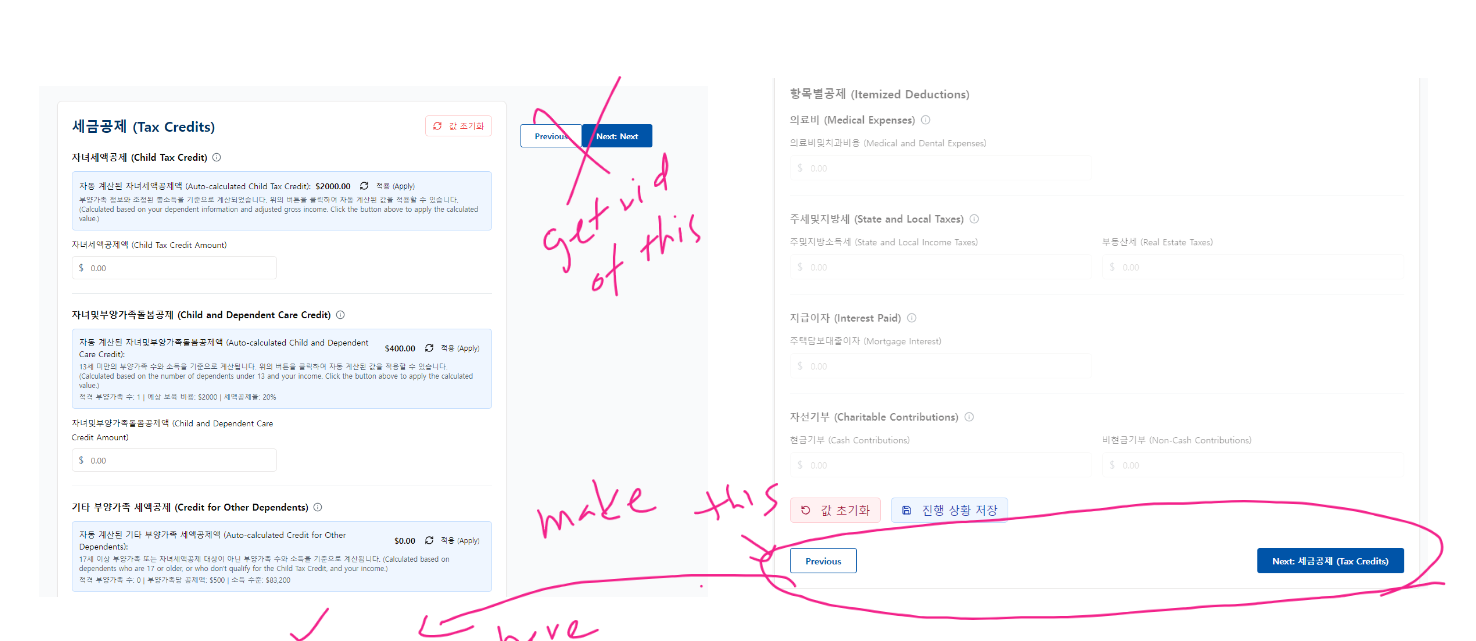 세금공제 (Tax Credits)
값 초기화
자녀세액공제 (Child Tax Credit)
자동 계산된 자녀세액공제액 (Auto-calculated Child Tax Credit): $2000.00 적용 (Apply)
부양가족 정보와 조정된 총소득을 기준으로 계산되었습니다. 위의 버튼을 클릭하여 자동 계산된 값을 적용할 수 있습니다.
(Calculated based on your dependent information and adjusted gross income. Click the button above to apply the calculated
value.)
자녀세액공제액 (Child Tax Credit Amount)
$ 0.00
자녀및부양가족돌봄공제 (Child and Dependent Care Credit)
자동 계산된 자녀및부양가족돌봄공제액 (Auto-calculated Child and Dependent
Care Credit):
$400.00 적용 (Apply)
13세 미만의 부양가족 수와 소득을 기준으로 계산됩니다. 위의 버튼을 클릭하여 자동 계산된 값을 적용할 수 있습니다.
(Calculated based on the number of dependents under 13 and your income. Click the button above to apply the calculated
value.)
적격 부양가족 수: 1 | 예상 보육 비용: $2000 | 세액공제율: 20%
자녀및부양가족돌봄공제액 (Child and Dependent Care
Credit Amount)
$ 0.00
기타 부양가족 세액공제 (Credit for Other Dependents)
자동 계산된 기타 부양가족 세액공제액 (Auto-calculated Credit for Other
Dependents):
$0.00 적용 (Apply)
17세 이상 부양가족 또는 자녀세액공제 대상이 아닌 부양가족 수와 소득을 기준으로 계산됩니다. (Calculated based on
dependents who are 17 or older, or who don't qualify for the Child Tax Credit, and your income.)
적격 부양가족 수: 0 | 부양가족당 공제액: $500 | 소득 수준: $83,200
Previous
Next: Next
get rid
of this
make this
here
항목별공제 (Itemized Deductions)
의료비 (Medical Expenses)
의료비및치과비용 (Medical and Dental Expenses)
$ 0.00
주세및지방세 (State and Local Taxes)
주및지방소득세 (State and Local Income Taxes)
부동산세 (Real Estate Taxes)
$ 0.00
$ 0.00
지급이자 (Interest Paid)
주택담보대출이자 (Mortgage Interest)
$ 0.00
자선기부 (Charitable Contributions)
현금기부 (Cash Contributions)
비현금기부 (Non-Cash Contributions)
$ 0.00
$ 0.00
값 초기화
진행 상황 저장
Previous
Next: 세금공제 (Tax Credits)